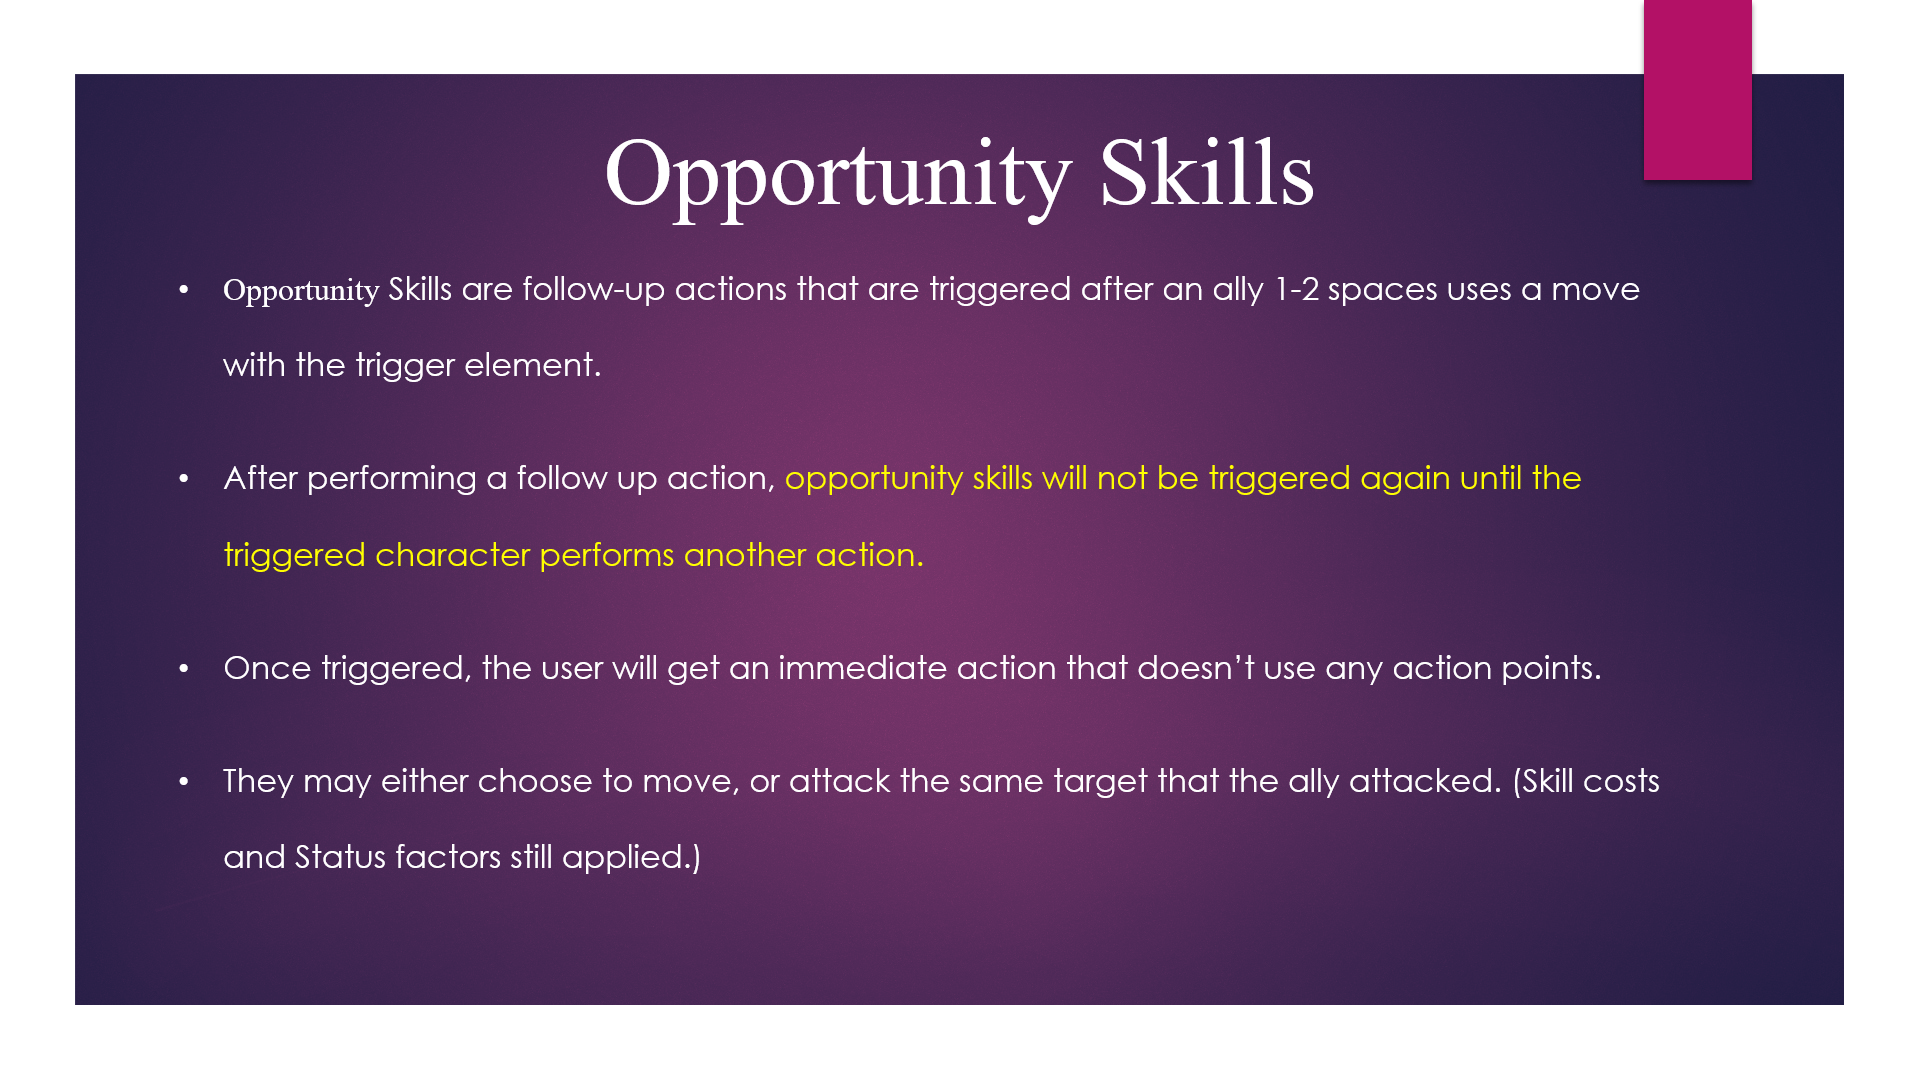 Opportunity Skills
• Opportunity Skills are follow-up actions that are triggered after an ally 1-2 spaces uses a move
with the trigger element.
• After performing a follow up action, opportunity skills will not be triggered again until the
triggered character performs another action.
• Once triggered, the user will get an immediate action that doesn’t use any action points.
• They may either choose to move, or attack the same target that the ally attacked. (Skill costs
and Status factors still applied.)